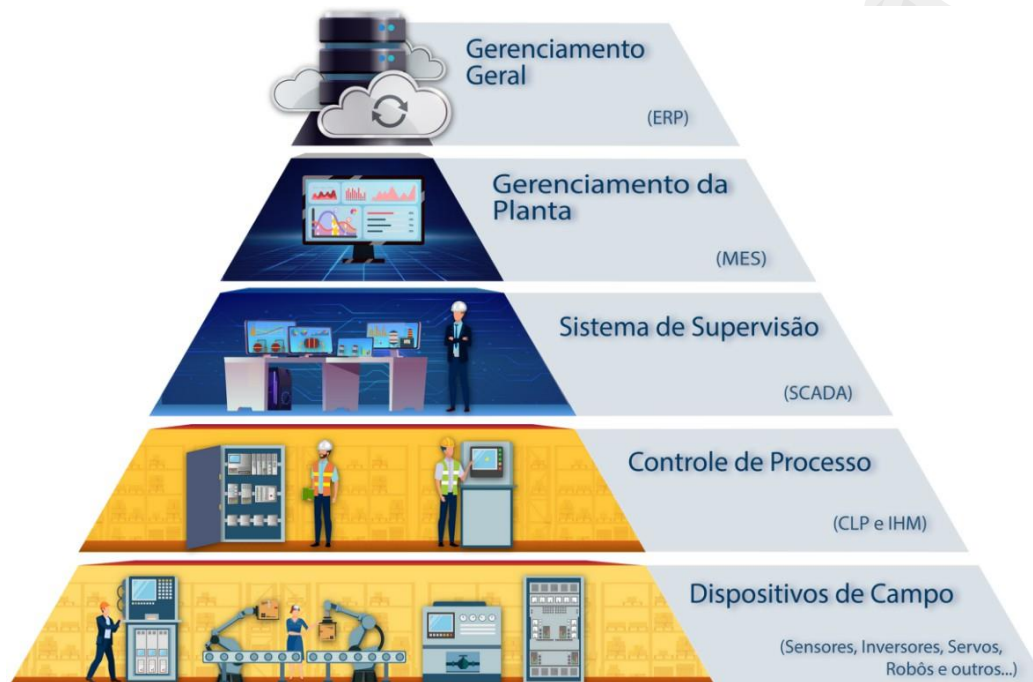 Gerenciamento
Geral
(ERP)
Gerenciamento da
Planta
(MES)
Sistema de Supervisão
(SCADA)
Controle de Processo
(CLP e IHM)
Dispositivos de Campo
(Sensores, Inversores, Servos,
Robôs e outros...)